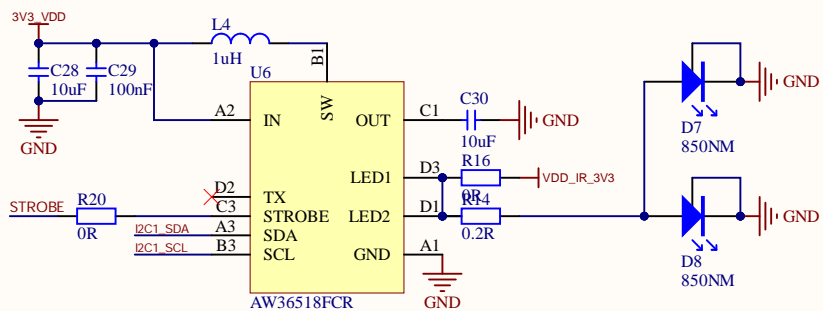 3V3_VDD
L4
1uH
B1
C28
10uF
C29
100nF
GND
U6
A2
IN
SW
OUT
C1
C30
10uF
GND
LED1
D3
R16
0R
VDD_IR_3V3
D2
TX
STROBE
R20
0R
C3
STROBE
LED2
D1
R14
0.2R
I2C1_SDA
A3
SDA
I2C1_SCL
B3
SCL
GND
A1
GND
AW36518FCR
D7
850NM
GND
D8
850NM
GND